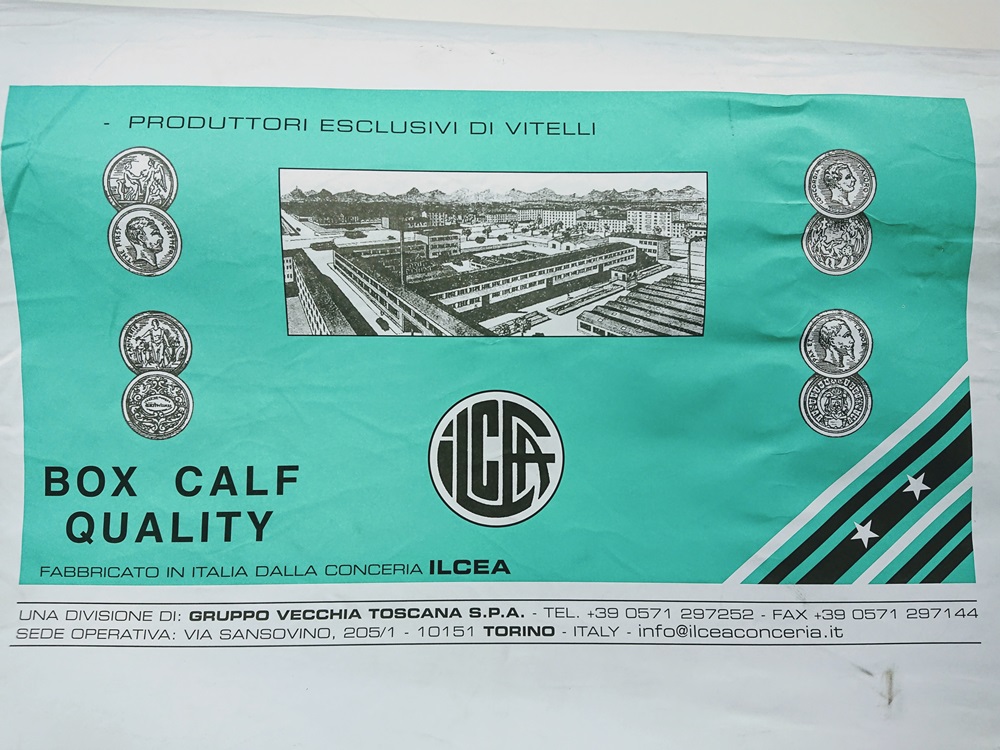 - PRODUTTORI ESCLUSIVI DI VITELLI
ILCEA
BOX CALF
QUALITY
FABBRICATO IN ITALIA DALLA CONCERIA ILCEA
UNA DIVISIONE DI: GRUPPO VECCHIA TOSCANA S.P.A. - TEL. +39 0571 297252 - FAX +39 0571 297144
SEDE OPERATIVA: VIA SANSOVINO, 205/1 - 10151 TORINO - ITALY - info@ilceaconceria.it